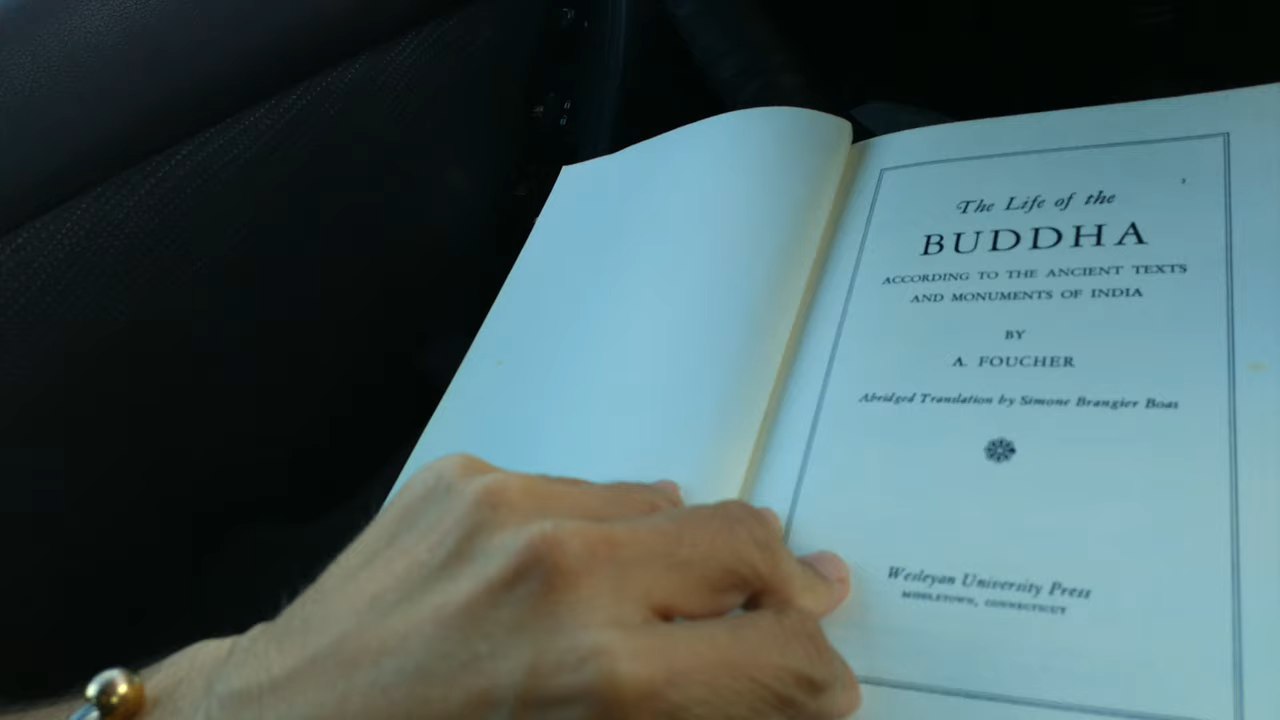 The Life of the
BUDDHA
ACCORDING TO THE ANCIENT TEXTS
AND MONUMENTS OF INDIA
BY
A. FOUCHER
Abridged Translation by Simone Brangier Boas
Wesleyan University Press
MIDDLETOWN, CONNECTICUT